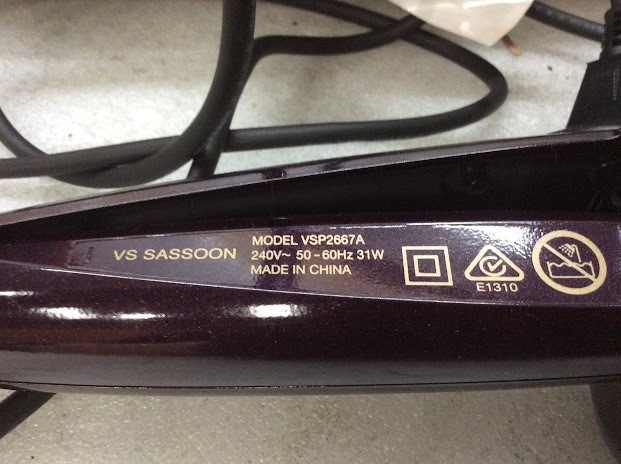 VS SASSOON
MODEL VSP2667A
240V~ 50-60Hz 31W
MADE IN CHINA
E1310